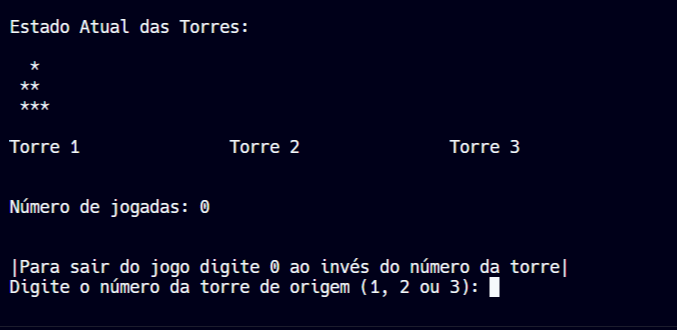 Estado Atual das Torres:
*
**
***
Torre 1 Torre 2 Torre 3
Número de jogadas: 0
|Para sair do jogo digite 0 ao invés do número da torre|
Digite o número da torre de origem (1, 2 ou 3):